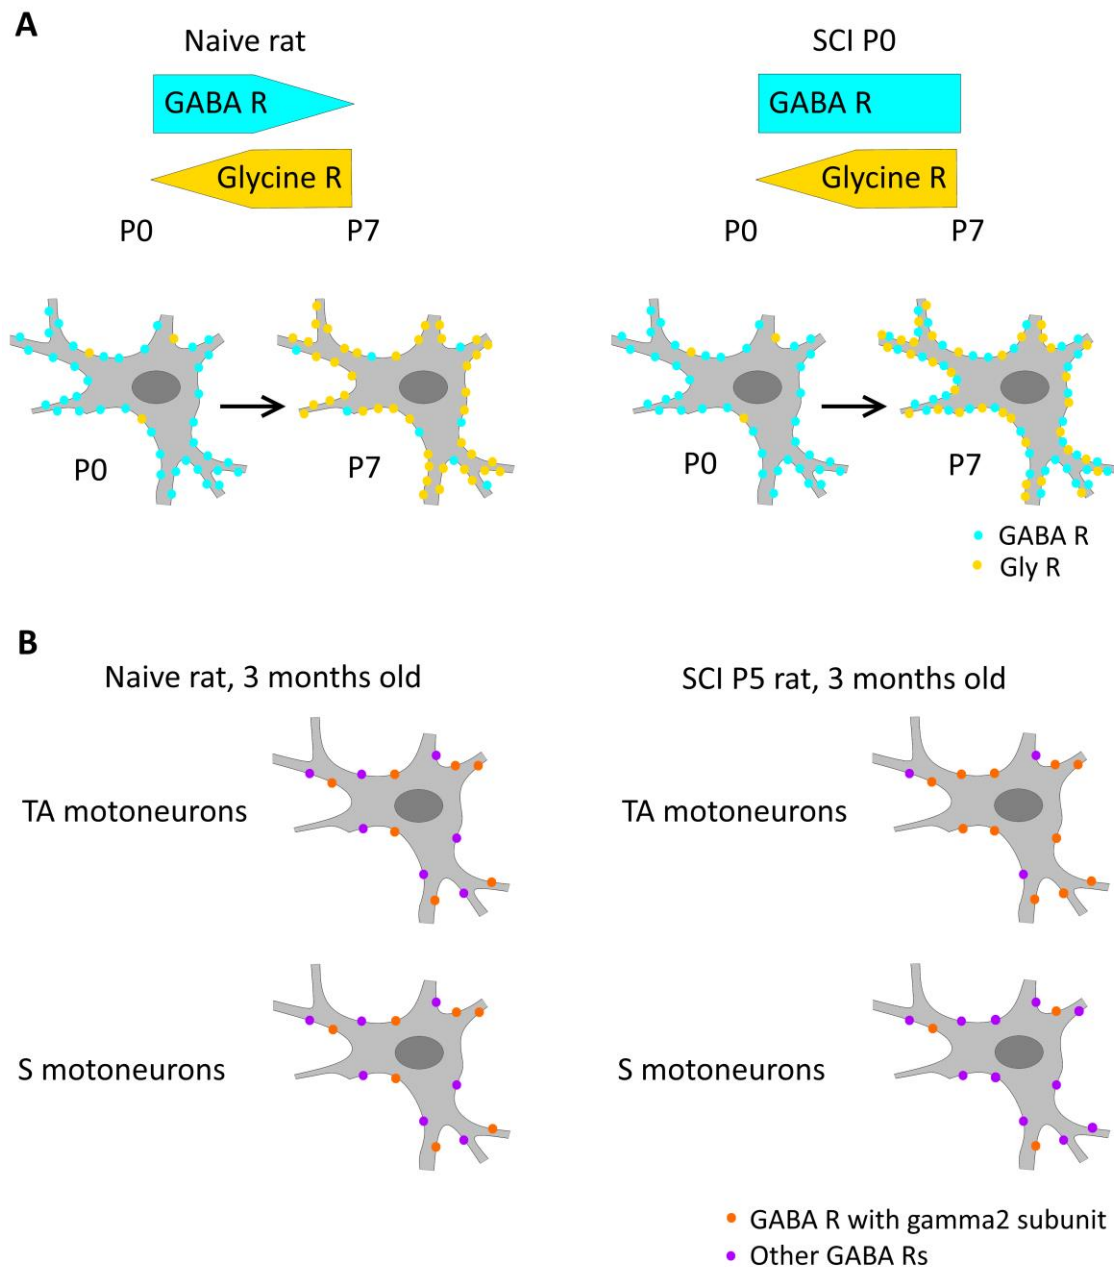 A
Naive rat
GABA R
Glycine R
P0
P7
P0
P7
SCI P0
GABA R
Glycine R
P0
P7
P0
P7
GABA R
Gly R
B
Naive rat, 3 months old
SCI P5 rat, 3 months old
TA motoneurons
TA motoneurons
S motoneurons
S motoneurons
GABA R with gamma2 subunit
Other GABA Rs